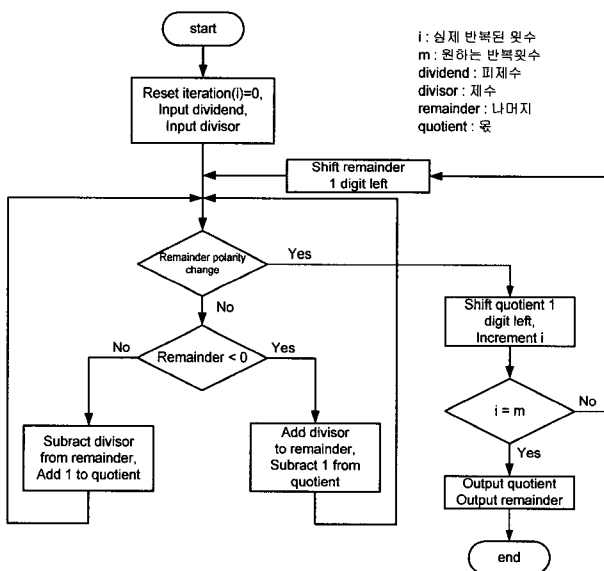 start
i : 실제 반복된 횟수
m : 원하는 반복횟수
dividend : 피제수
divisor : 제수
remainder : 나머지
quotient : 몫
Reset iteration(i)=0,
Input dividend,
Input divisor
Shift remainder
1 digit left
Remainder polarity
change
Yes
No
Shift quotient 1
digit left,
Increment i
Remainder < 0
No
Yes
i = m
No
Yes
Subract divisor
from remainder,
Add 1 to quotient
Add divisor
to remainder,
Subract 1 from
quotient
Output quotient
Output remainder
end